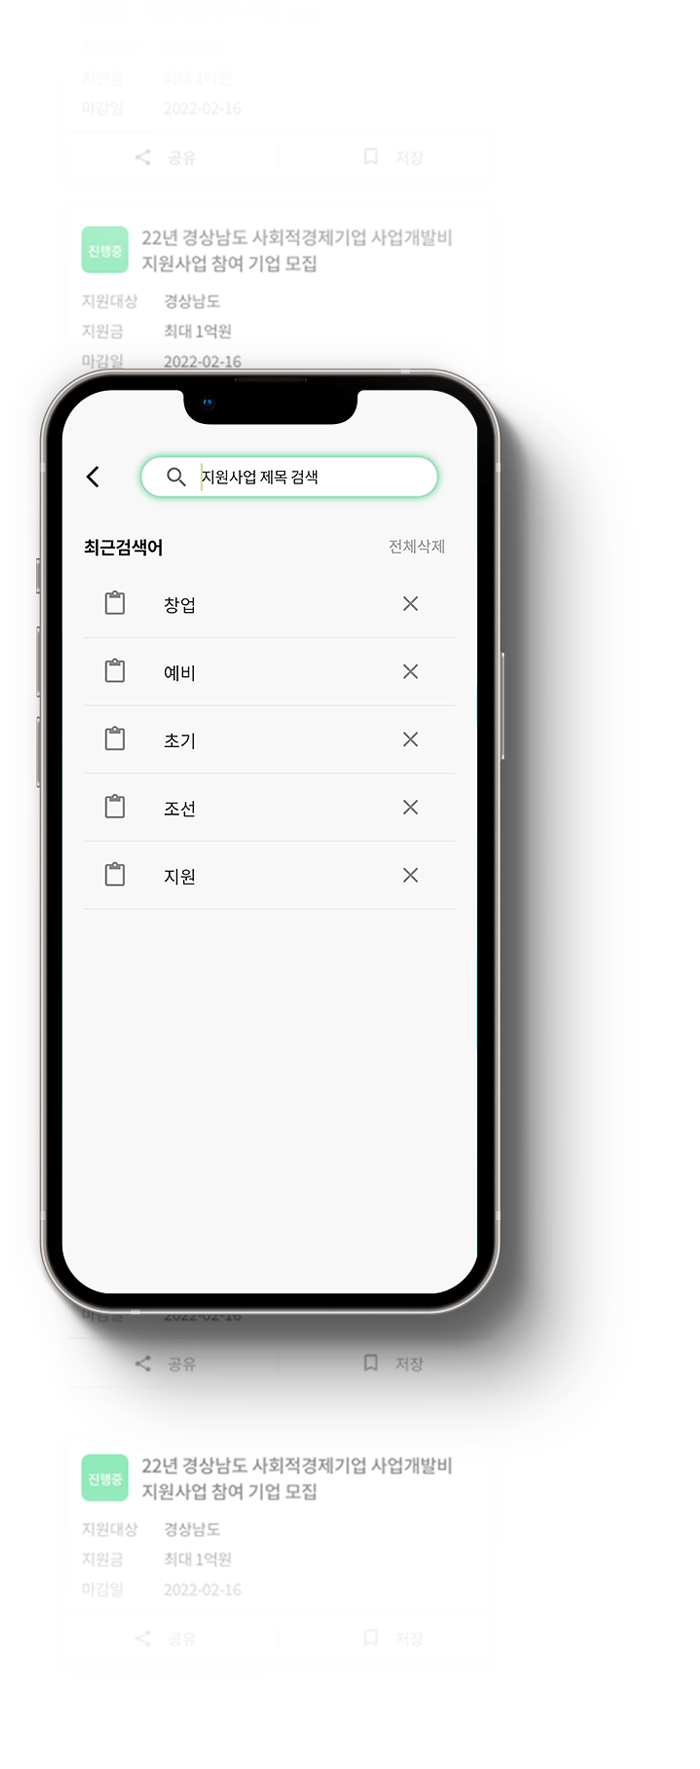 지원대상 경상남도
지원금 최대 1억원
마감일 2022-02-16
공유 저장
진행중
22년 경상남도 사회적경제기업 사업개발비
지원사업 참여 기업 모집
지원대상 경상남도
지원금 최대 1억원
마감일 2022-02-16
지원사업 제목 검색
최근검색어 전체삭제
창업
예비
초기
조선
지원
마감일 2022-02-16
공유 저장
진행중
22년 경상남도 사회적경제기업 사업개발비
지원사업 참여 기업 모집
지원대상 경상남도
지원금 최대 1억원
마감일 2022-02-16
공유 저장